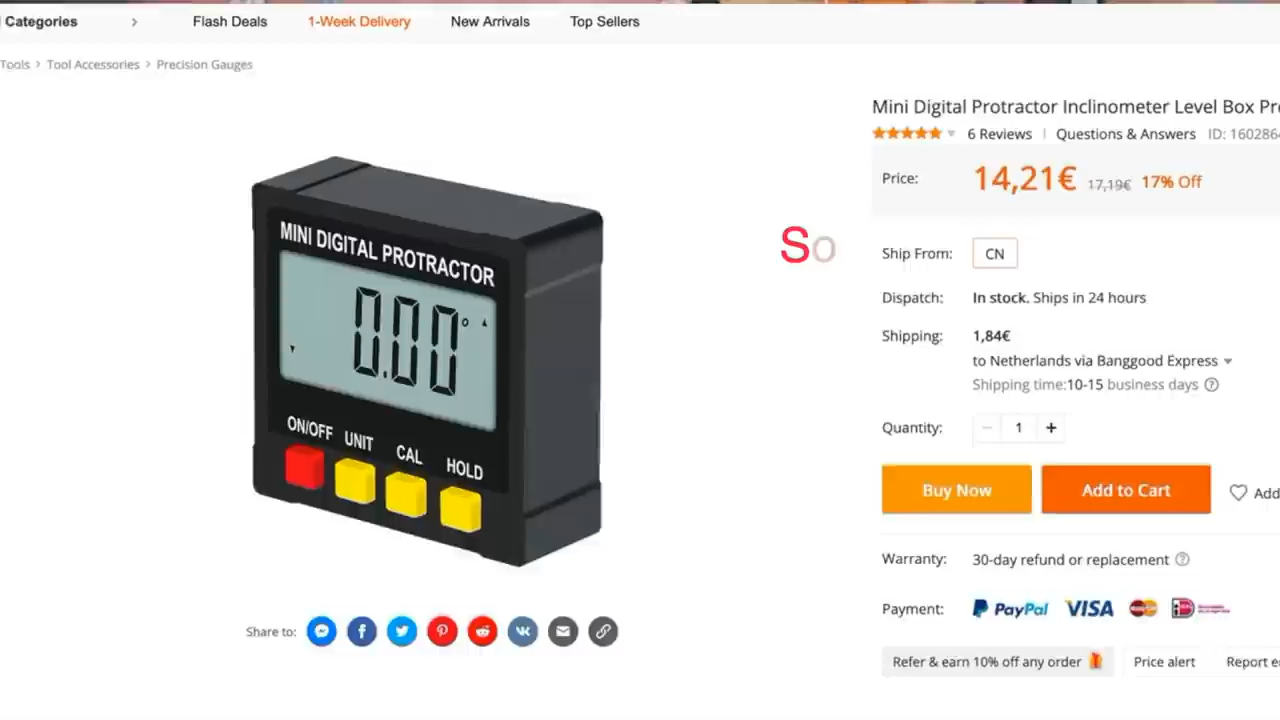 Categories > Flash Deals 1-Week Delivery New Arrivals Top Sellers
Tools > Tool Accessories > Precision Gauges
Mini Digital Protractor Inclinometer Level Box
6 Reviews | Questions & Answers ID: 160286
Price: 14,21€ 17,19€ 17% Off
So
Ship From: CN
Dispatch: In stock. Ships in 24 hours
Shipping: 1,84€
to Netherlands via Banggood Express
Shipping time:10-15 business days
Quantity: − 1 +
Buy Now Add to Cart Add
Warranty: 30-day refund or replacement
Payment: PayPal VISA
Refer & earn 10% off any order Price alert Report
MINI DIGITAL PROTRACTOR
0.00°
ON/OFF UNIT CAL HOLD
Share to: